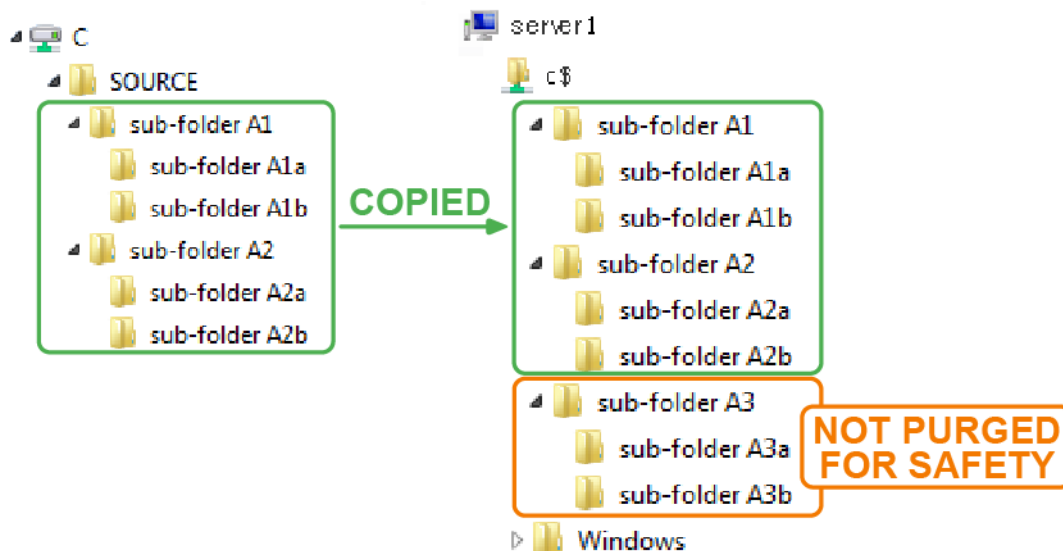 C
SOURCE
sub-folder A1
sub-folder A1a
sub-folder A1b
sub-folder A2
sub-folder A2a
sub-folder A2b
COPIED
server1
c$
sub-folder A1
sub-folder A1a
sub-folder A1b
sub-folder A2
sub-folder A2a
sub-folder A2b
sub-folder A3
sub-folder A3a
sub-folder A3b
NOT PURGED
FOR SAFETY
Windows